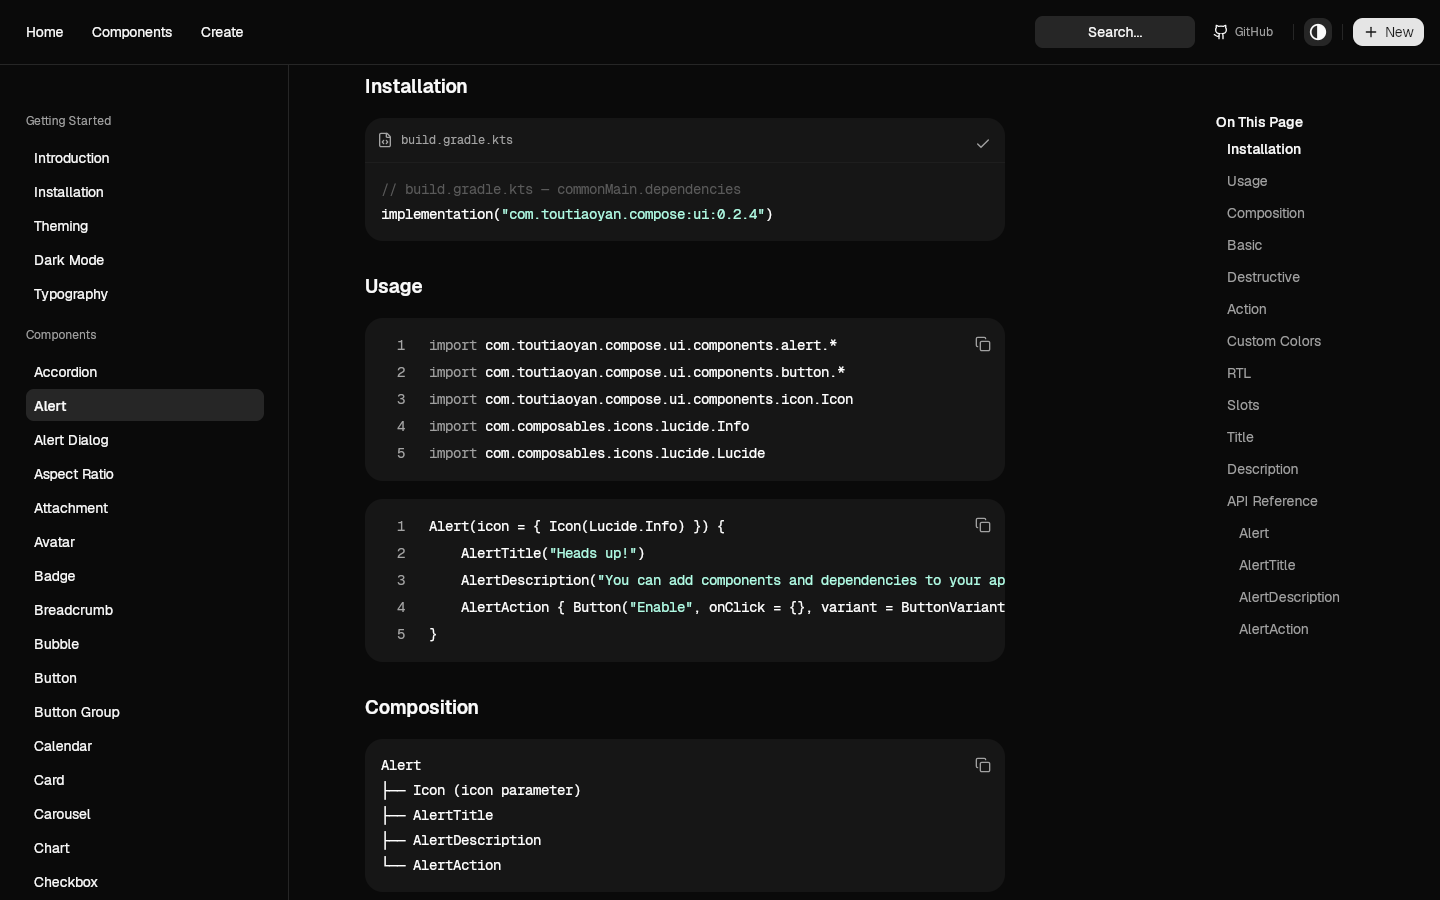 Home
Components
Create
Search...
GitHub
New
Getting Started
Introduction
Installation
Theming
Dark Mode
Typography
Components
Accordion
Alert
Alert Dialog
Aspect Ratio
Attachment
Avatar
Badge
Breadcrumb
Bubble
Button
Button Group
Calendar
Card
Carousel
Chart
Checkbox
Installation
build.gradle.kts
// build.gradle.kts — commonMain.dependencies
implementation("com.toutiaoyan.compose:ui:0.2.4")
Usage
1 import com.toutiaoyan.compose.ui.components.alert.*
2 import com.toutiaoyan.compose.ui.components.button.*
3 import com.toutiaoyan.compose.ui.components.icon.Icon
4 import com.composables.icons.lucide.Info
5 import com.composables.icons.lucide.Lucide
1 Alert(icon = { Icon(Lucide.Info) }) {
2     AlertTitle("Heads up!")
3     AlertDescription("You can add components and dependencies to your ap
4     AlertAction { Button("Enable", onClick = {}, variant = ButtonVariant
5 }
Composition
Alert
├── Icon (icon parameter)
├── AlertTitle
├── AlertDescription
└── AlertAction
On This Page
Installation
Usage
Composition
Basic
Destructive
Action
Custom Colors
RTL
Slots
Title
Description
API Reference
Alert
AlertTitle
AlertDescription
AlertAction